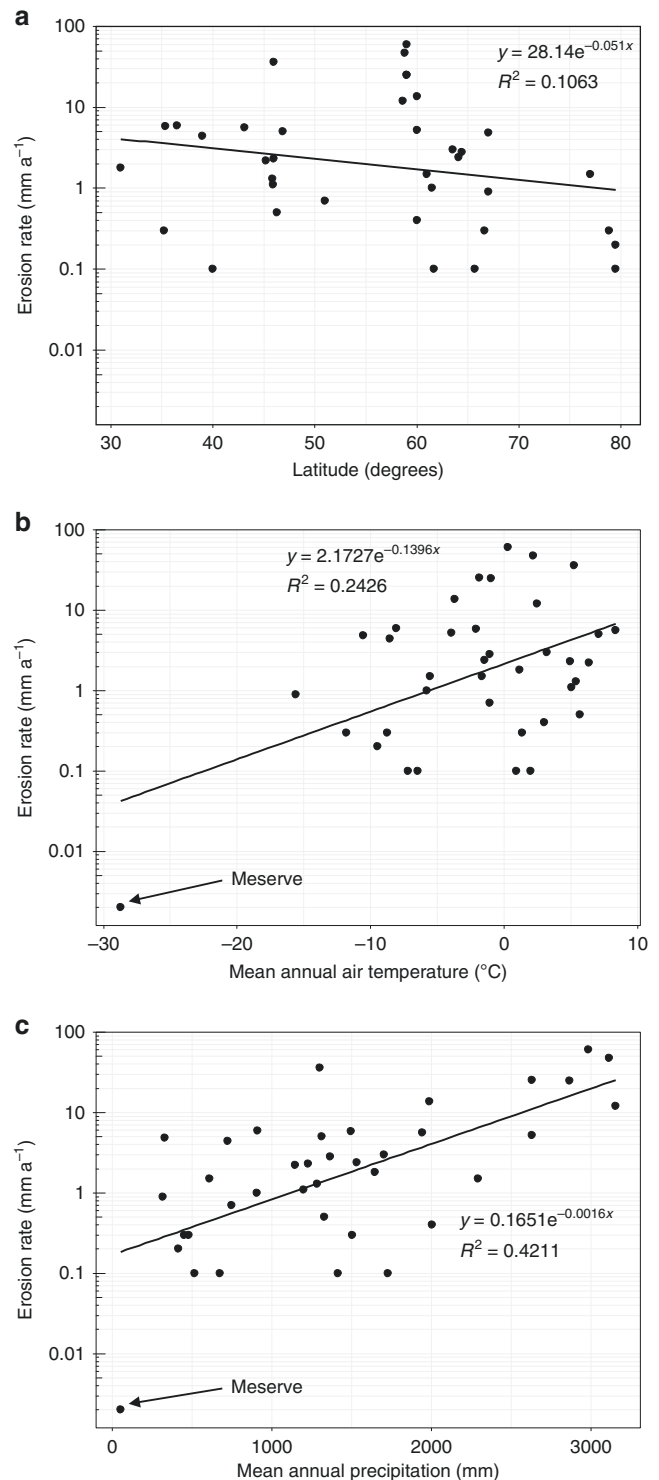 a
100
10
1
0.1
0.01
Erosion rate (mm a⁻¹)
y = 28.14e⁻⁰·⁰⁵¹ˣ
R² = 0.1063
30 40 50 60 70 80
Latitude (degrees)
b
100
10
1
0.1
0.01
Erosion rate (mm a⁻¹)
y = 2.1727e⁻⁰·¹³⁹⁶ˣ
R² = 0.2426
Meserve
−30 −20 −10 0 10
Mean annual air temperature (°C)
c
100
10
1
0.1
0.01
Erosion rate (mm a⁻¹)
y = 0.1651e⁻⁰·⁰⁰¹⁶ˣ
R² = 0.4211
Meserve
0 1000 2000 3000
Mean annual precipitation (mm)